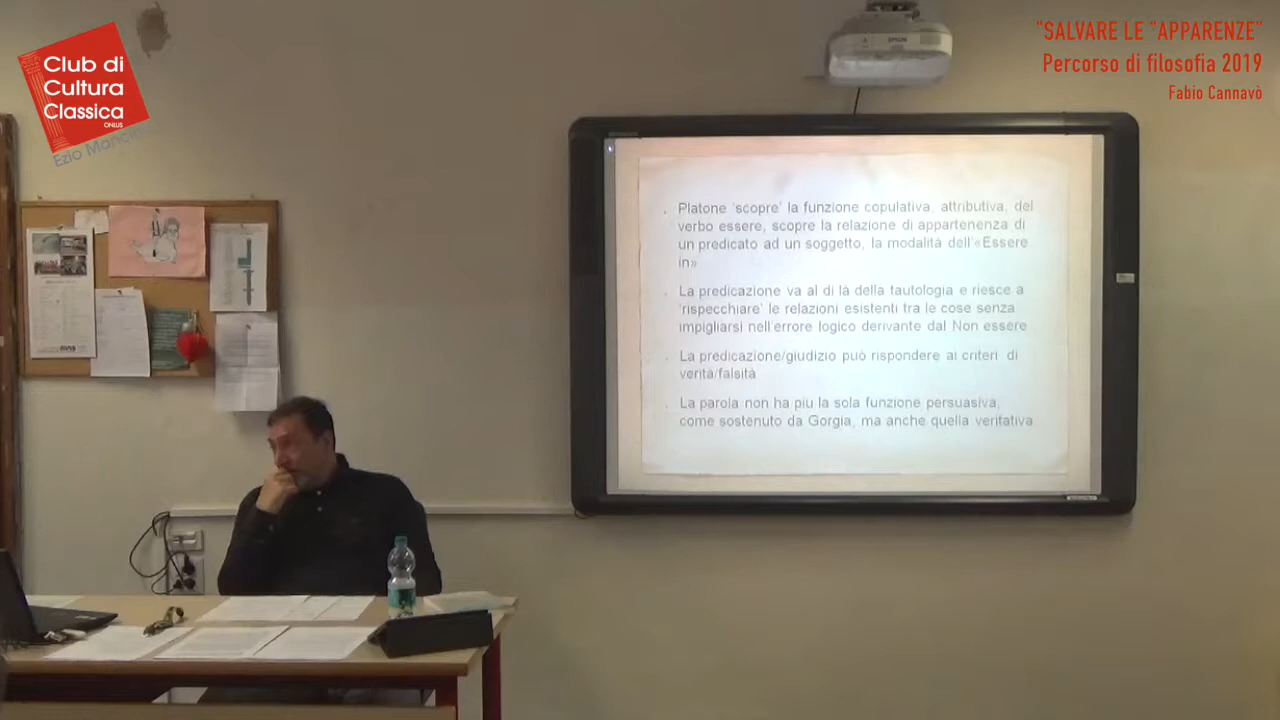 Club di
Cultura
Classica
ONLUS
Ezio
"SALVARE LE "APPARENZE"
Percorso di filosofia 2019
Fabio Cannavò
EPSON
Platone 'scopre' la funzione copulativa, attributiva, del
verbo essere, scopre la relazione di appartenenza di
un predicato ad un soggetto, la modalità dell'«Essere
in»
La predicazione va al di là della tautologia e riesce a
'rispecchiare' le relazioni esistenti tra le cose senza
impigliarsi nell'errore logico derivante dal Non essere
La predicazione/giudizio può rispondere ai criteri di
verità/falsità
La parola non ha più la sola funzione persuasiva,
come sostenuto da Gorgia, ma anche quella veritativa